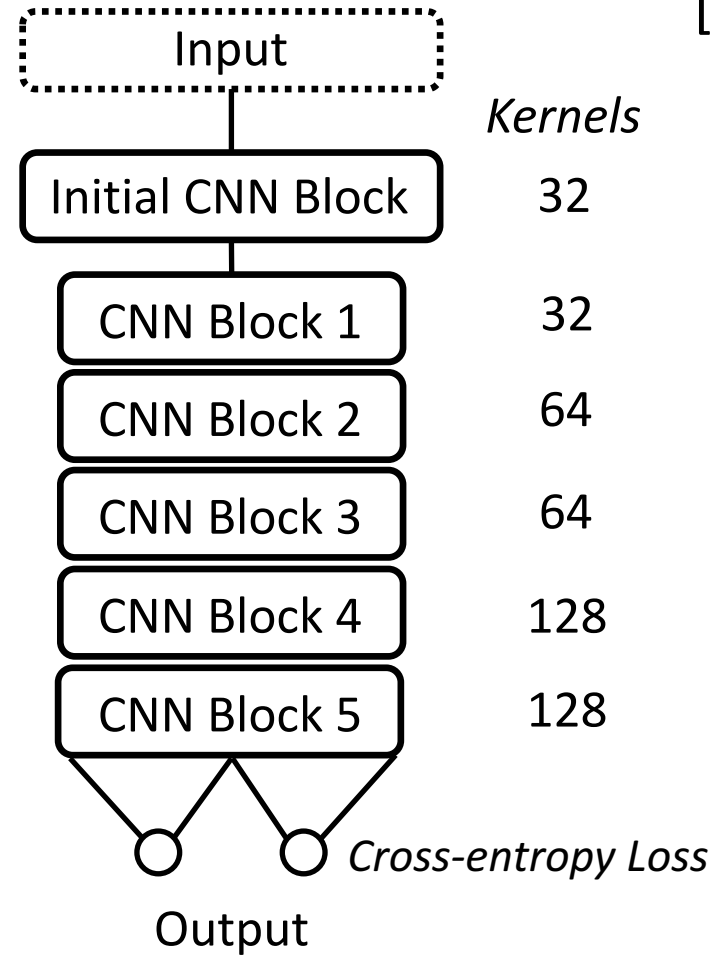 [
Input
Kernels
Initial CNN Block 32
CNN Block 1 32
CNN Block 2 64
CNN Block 3 64
CNN Block 4 128
CNN Block 5 128
Cross-entropy Loss
Output